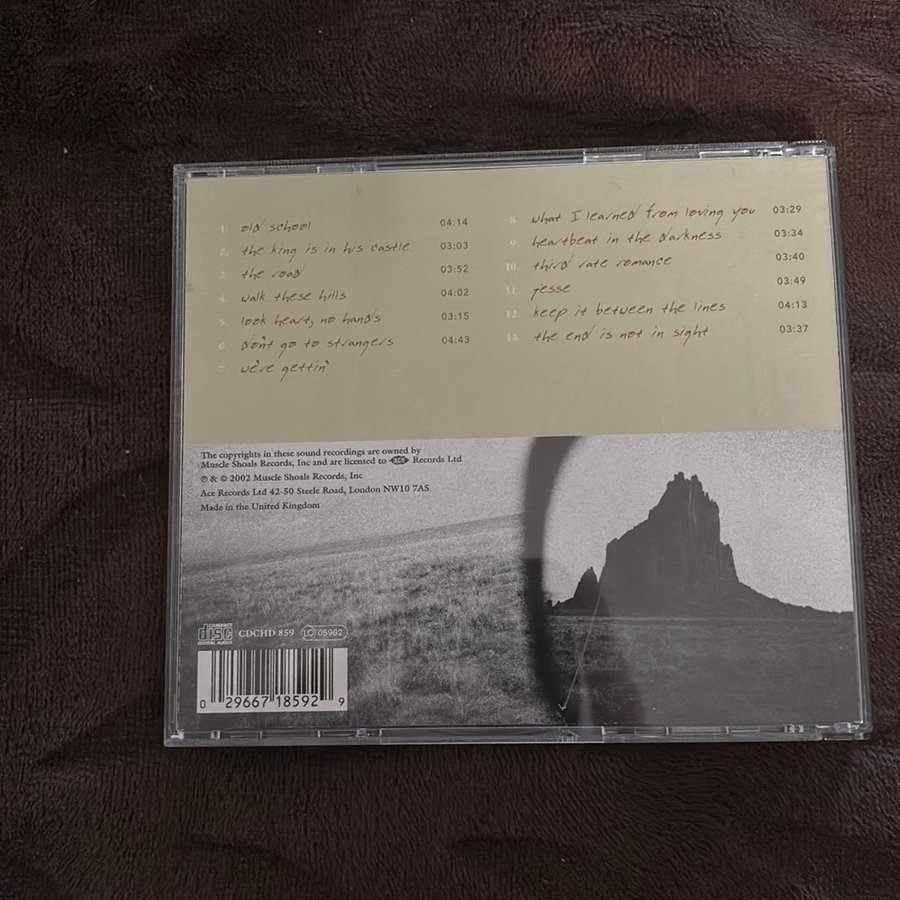 1. old school 04:14
2. the king is in his castle 03:03
3. the road 03:52
4. walk these hills 04:02
5. look heart, no hands 03:15
6. don't go to strangers 04:43
7. we're gettin'
8. what I learned from loving you 03:29
9. heartbeat in the darkness 03:34
10. third rate romance 03:40
11. jesse 03:49
12. keep it between the lines 04:13
13. the end is not in sight 03:37
The copyrights in these sound recordings are owned by
Muscle Shoals Records, Inc and are licensed to ACE Records Ltd
℗ & © 2002 Muscle Shoals Records, Inc
Ace Records Ltd 42-50 Steele Road, London NW10 7AS
Made in the United Kingdom
COMPACT
disc
DIGITAL AUDIO
CDCHD 859 LC 05982
0 29667 18592 9